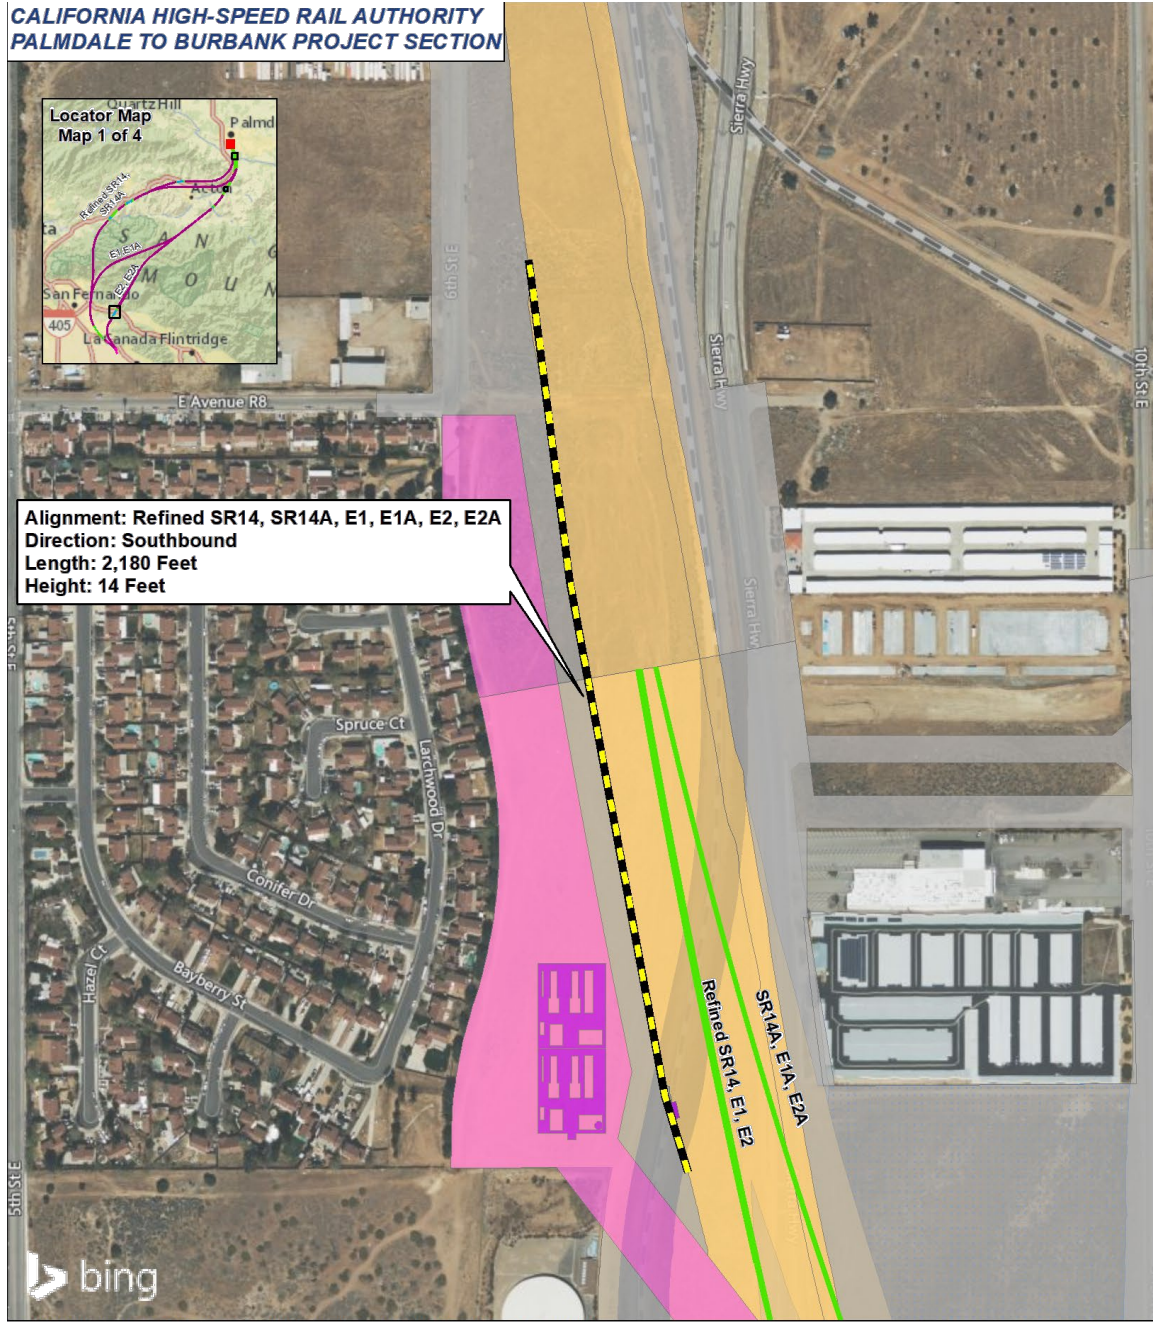 CALIFORNIA HIGH-SPEED RAIL AUTHORITY
PALMDALE TO BURBANK PROJECT SECTION
Locator Map
Map 1 of 4
Quartz Hill
Palmd
Refined SR14,
SR14A
Acton
ta
SAN G
E1, E1A
E2, E2A
MOUN
San Fernando
405
La Canada Flintridge
Sierra Hwy
6th St E
Sierra Hwy
10th St E
E Avenue R8
Alignment: Refined SR14, SR14A, E1, E1A, E2, E2A
Direction: Southbound
Length: 2,180 Feet
Height: 14 Feet
Sierra Hwy
Spruce Ct
Larchwood Dr
Conifer Dr
Hazel Ct
Bayberry St
Refined SR14, E1, E2
SR14A, E1A, E2A
5th St E
bing